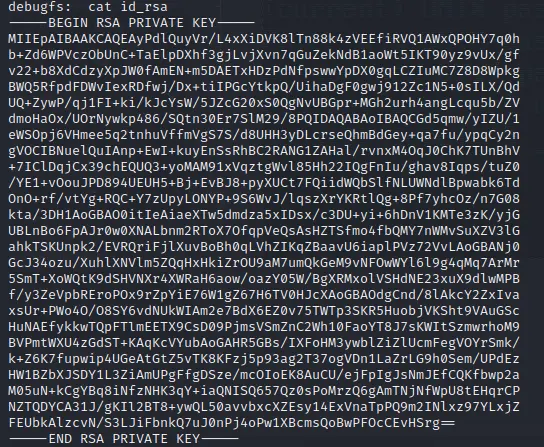 debugfs:  cat id_rsa
-----BEGIN RSA PRIVATE KEY-----
MIIEpAIBAAKCAQEAyPdlQuyVr/L4xXiDVK8lTn88k4zVEEfiRVQ1AWxQPOHY7q0h
b+Zd6WPVczObUnC+TaElpDXhf3gjLvjXvn7qGuZekNdB1aoWt5IKT90yz9vUx/gf
v22+b8XdCdzyXpJW0fAmEN+m5DAETxHDzPdNfpswwYpDX0gqLCZIuMC7Z8D8Wpkg
BWQ5RfpdFDWvIexRDfwj/Dx+tiIPGcYtkpQ/UihaDgF0gwj912Zc1N5+0sILX/Qd
UQ+ZywP/qj1FI+ki/kJcYsW/5JZcG20xS0QgNvUBGpr+MGh2urh4angLcqu5b/ZV
dmoHaOx/UOrNywkp486/SQtn30Er7SlM29/8PQIDAQABAoIBAQCGd5qmw/yIZU/1
eWSOpj6VHmee5q2tnhuVffmVgS7S/d8UHH3yDLcrseQhmBdGey+qa7fu/ypqCy2n
gVOCIBNuelQuIAnp+EwI+kuyEnSsRhBC2RANG1ZAHal/rvnxM4OqJ0ChK7TUnBhV
+7IClDqjCx39chEQUQ3+yoMAM91xVqztgWvl85Hh22IQgFnIu/ghav8Iqps/tuZ0
/YE1+vOouJPD894UEUH5+Bj+EvBJ8+pyXUCt7FQiidWQbSlfNLUWNdlBpwabk6Td
OnO+rf/vtYg+RQC+Y7zUpyLONYP+9S6WvJ/lqszXrYKRtlQg+8Pf7yhcOz/n7G08
kta/3DH1AoGBAO0itIeAiaeXTw5dmdza5xIDsx/c3DU+yi+6hDnV1KMTe3zK/yjG
UBLnBo6FpAJr0w0XNALbnm2RToX7OfqpVeQsAsHZTSfmo4fbQMY7nWMvSuXZV3lG
ahkTSKUnpk2/EVRQriFjlXuvBoBh0qLVhZIKqZBaavU6iaplPVz72VvLAoGBANj0
GcJ34ozu/XuhlXNVlm5ZQqHxHkiZrOU9aM7umQkGeM9vNFOwWYl6l9g4qMq7ArMr
5SmT+XoWQtK9dSHVNXr4XWRaH6aow/oazY05W/BgXRMxolVSHdNE23xuX9dlwMPB
f/y3ZeVpbREroPOx9rZpYiE76W1gZ67H6TV0HJcXAoGBAOdgCnd/8lAkcY2ZxIva
xsUr+PWo4O/O8SY6vdNUkWIAm2e7BdX6EZ0v75TWTp3SKR5HuobjVKSht9VAuGSc
HuNAEfykkwTQpFTlmEETX9CsD09PjmsVSmZnC2Wh10FaoYT8J7sKWItSzmwrhoM9
BVPmtWXU4zGdST+KAqKcVYubAoGAHR5GBs/IXFoHM3ywblZiZlUcmFegVOYrSmk/
k+Z6K7fupwip4UGeAtGtZ5vTK8KFzj5p93ag2T37ogVDn1LaZrLG9h0Sem/UPdEz
HW1BZbXJSDY1L3ZiAmUPgFfgDSze/mcOIoEK8AuCU/ejFpIgJsNmJEfCQKfbwp2a
M05uN+kCgYBq8iNfzNHK3qY+iaQNISQ657Qz0sPoMrzQ6gAmTNjNfWpU8tEHqrCP
NZTQDYCA31J/gKIl2BT8+ywQL50avvbxcXZEsy14ExVnaTpPQ9m2INlxz97YLxjZ
FEUbkAlzcvN/S3LJiFbnkQ7uJ0nPj4oPw1XBcmsQoBwPFOcCEvHSrg==
-----END RSA PRIVATE KEY-----